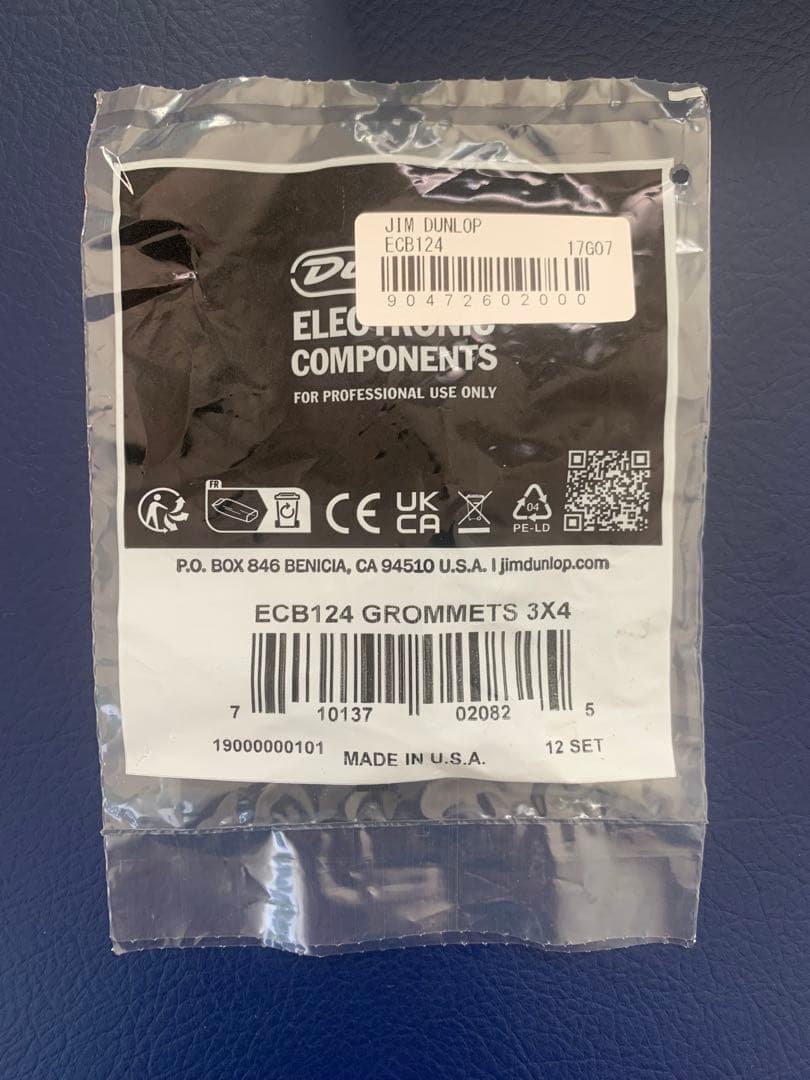 JIM DUNLOP
ECB124 17G07
90472602000
ELECTRONIC
COMPONENTS
FOR PROFESSIONAL USE ONLY
FR
CE
UK
CA
04
PE-LD
P.O. BOX 846 BENICIA, CA 94510 U.S.A. | jimdunlop.com
ECB124 GROMMETS 3X4
7 10137 02082 5
19000000101 MADE IN U.S.A. 12 SET